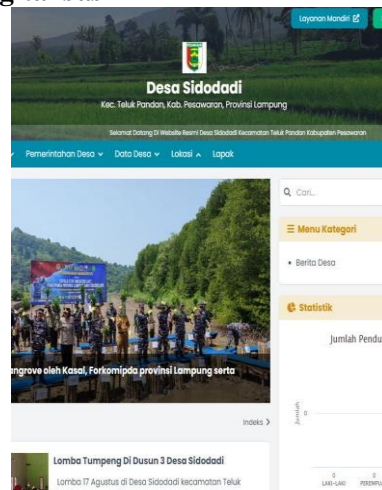 Layanan Mandiri
Desa Sidodadi
Kec. Teluk Pandan, Kab. Pesawaran, Provinsi Lampung
Selamat Datang Di Website Resmi Desa Sidodadi Kecamatan Teluk Pandan Kabupaten Pesawaran
Pemerintahan Desa Data Desa Lokasi Lapak
Cari...
Menu Kategori
Berita Desa
Statistik
Jumlah Pendu
Jumlah
0
0 0
LAKI-LAKI PEREMPU
angrove oleh Kasal, Forkomipda provinsi Lampung serta
Indeks
Lomba Tumpeng Di Dusun 3 Desa Sidodadi
Lomba 17 Agustus di Desa Sidodadi kecamatan Teluk